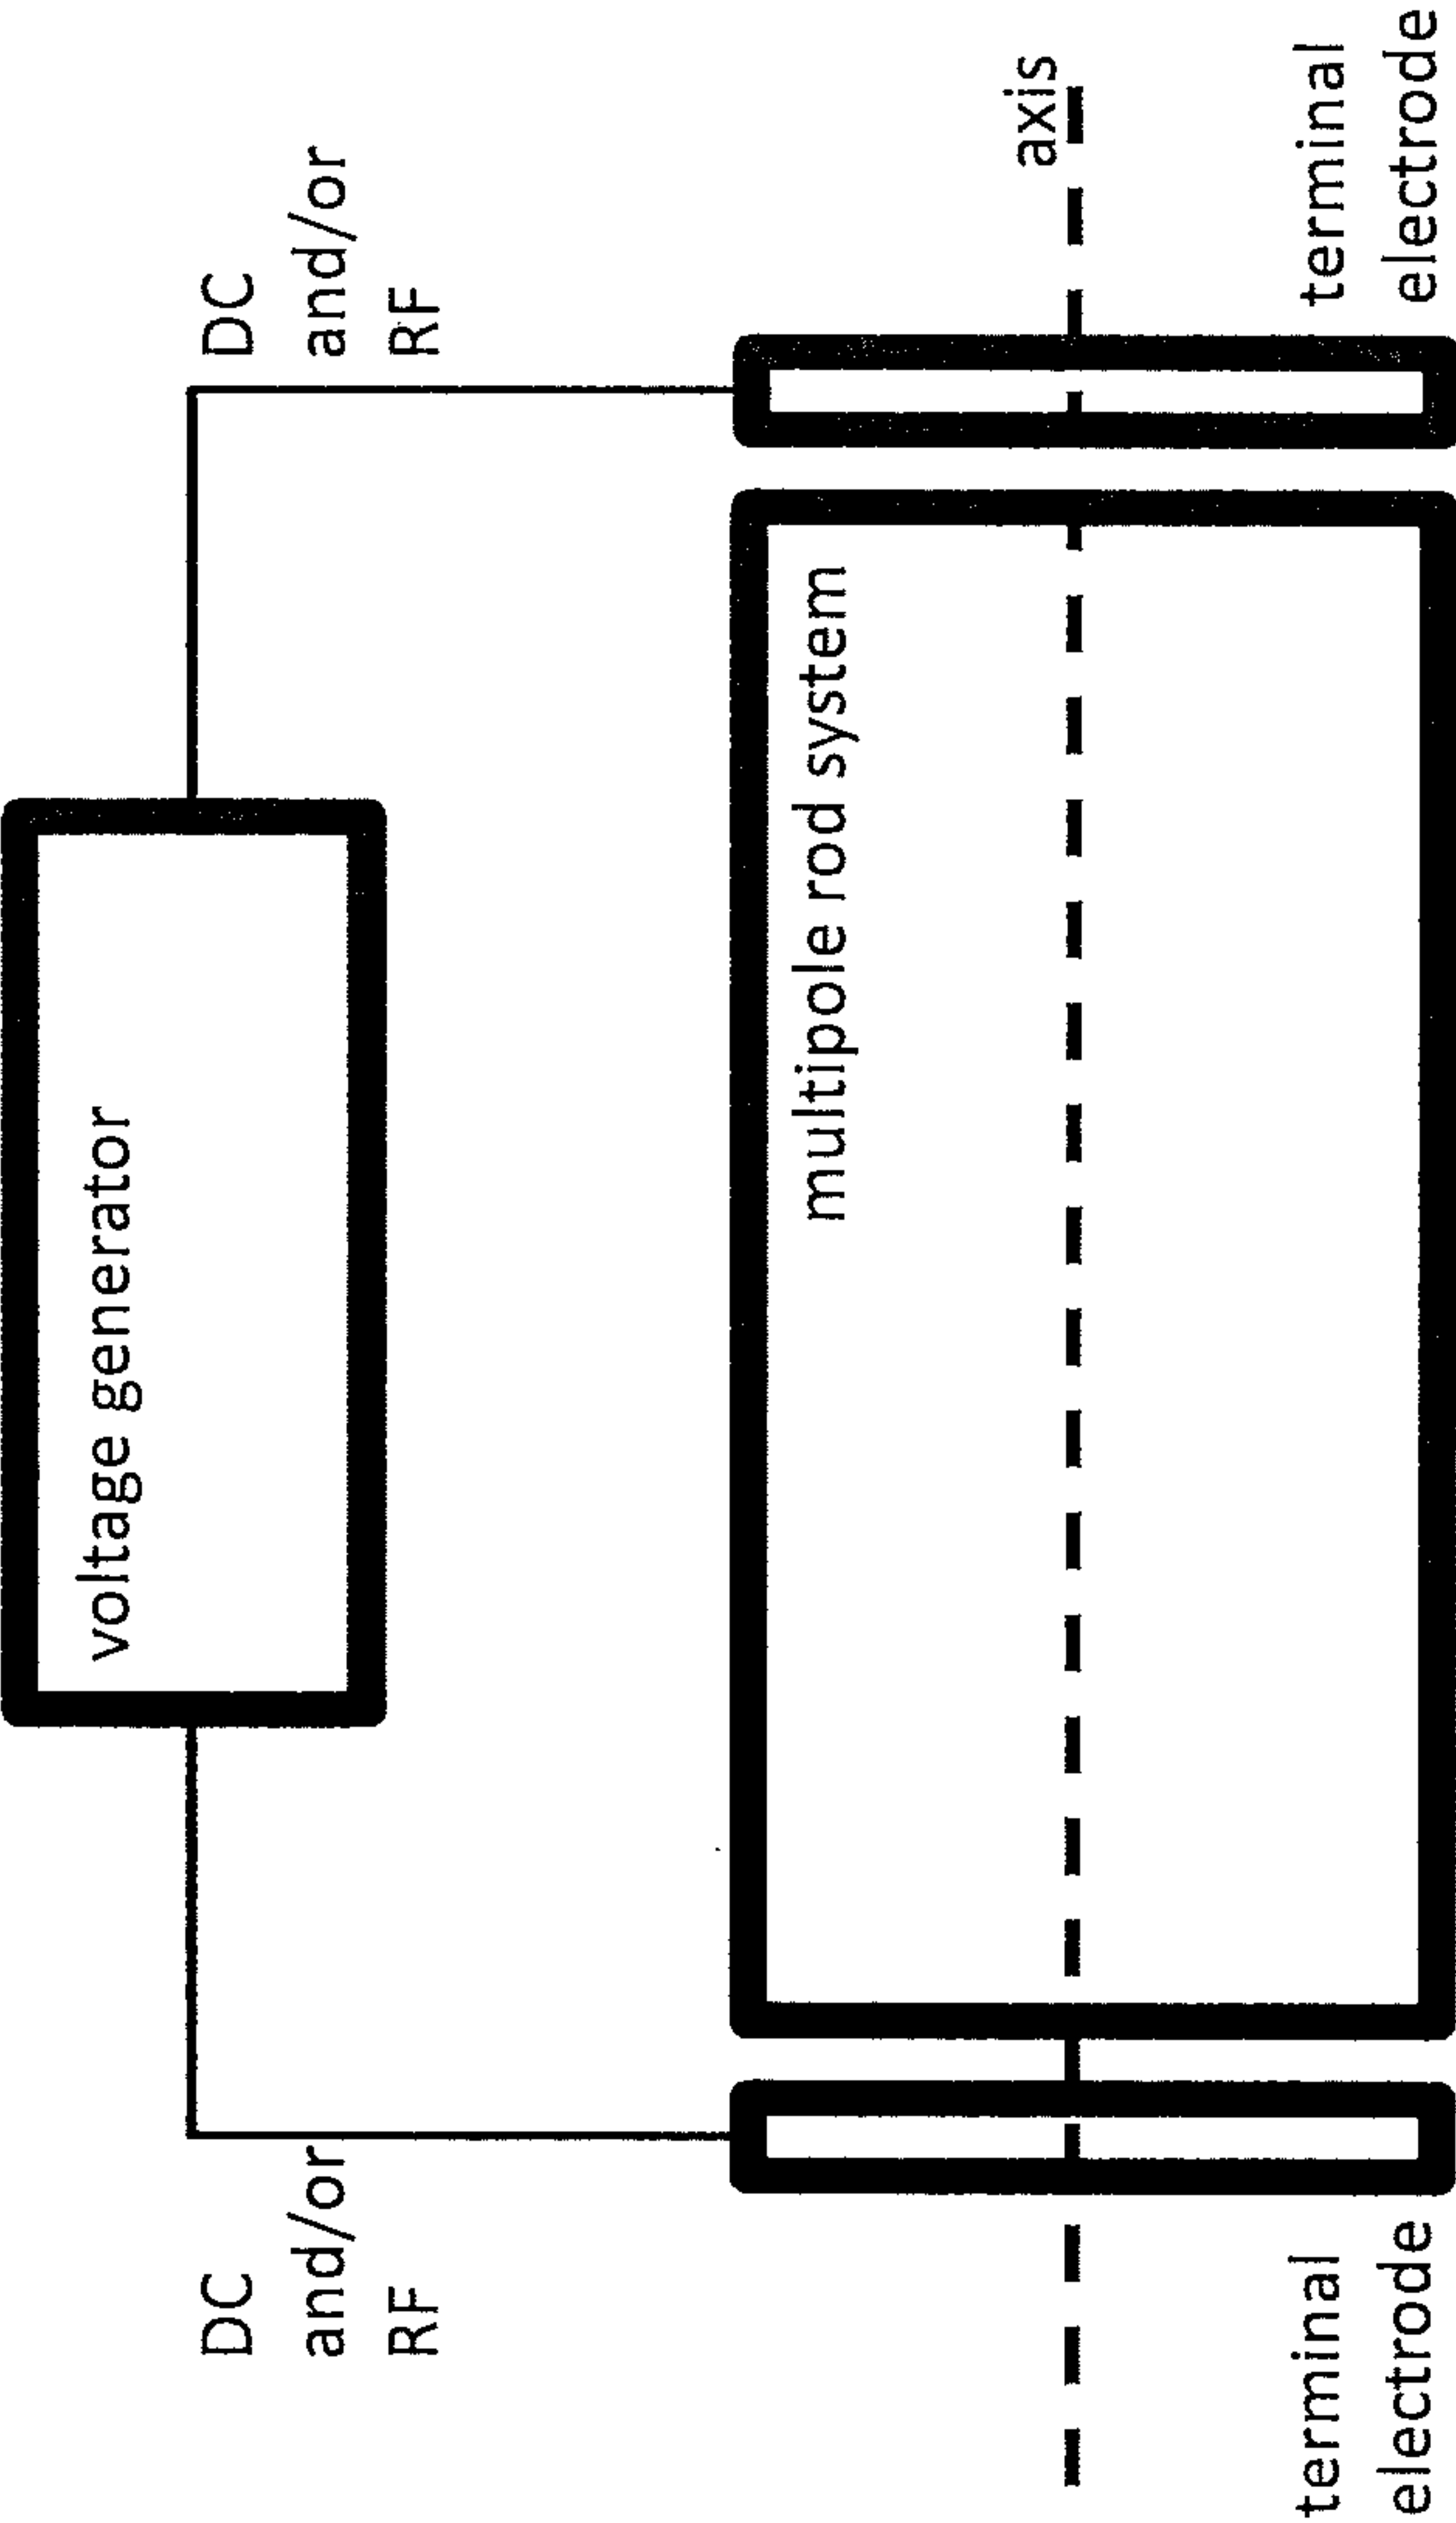 voltage generator
DC
and/or
RF
DC
and/or
RF
multipole rod system
axis
terminal
electrode
terminal
electrode